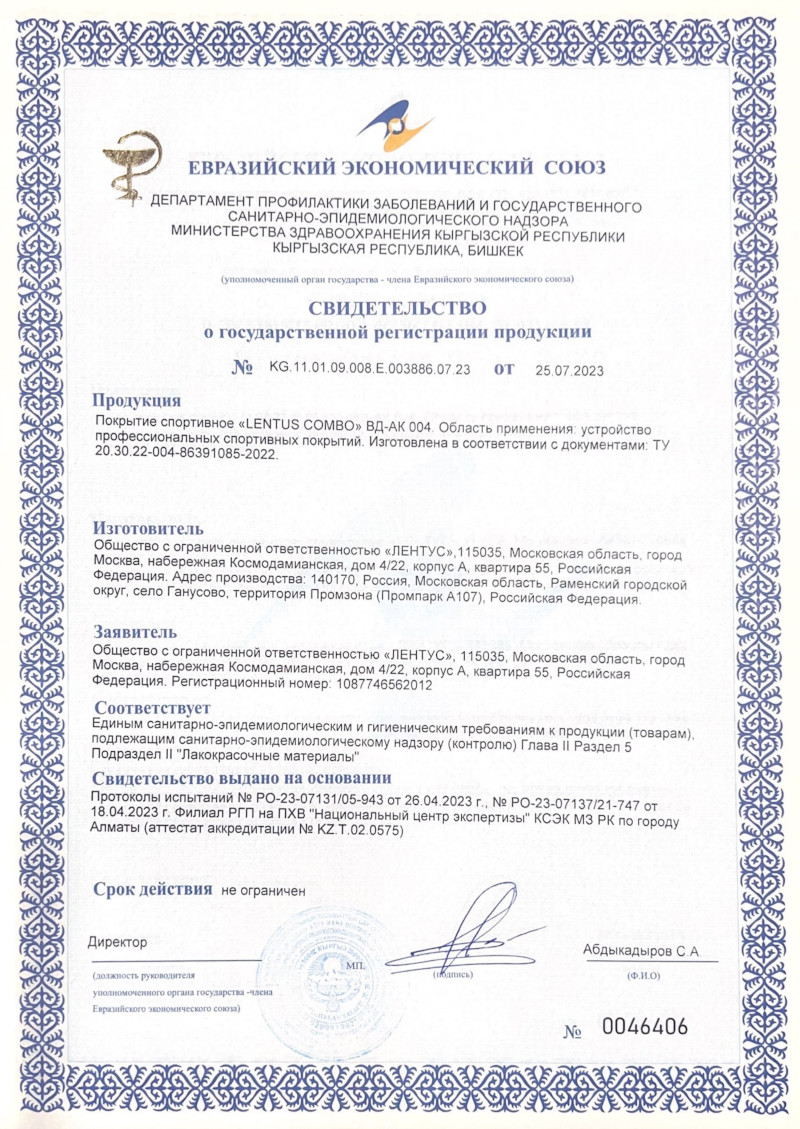 ЕВРАЗИЙСКИЙ ЭКОНОМИЧЕСКИЙ СОЮЗ
ДЕПАРТАМЕНТ ПРОФИЛАКТИКИ ЗАБОЛЕВАНИЙ И ГОСУДАРСТВЕННОГО
САНИТАРНО-ЭПИДЕМИОЛОГИЧЕСКОГО НАДЗОРА
МИНИСТЕРСТВА ЗДРАВООХРАНЕНИЯ КЫРГЫЗСКОЙ РЕСПУБЛИКИ
КЫРГЫЗСКАЯ РЕСПУБЛИКА, БИШКЕК
(уполномоченный орган государства - члена Евразийского экономического союза)
СВИДЕТЕЛЬСТВО
о государственной регистрации продукции
№ KG.11.01.09.008.E.003886.07.23 от 25.07.2023
Продукция
Покрытие спортивное «LENTUS COMBO» ВД-АК 004. Область применения: устройство
профессиональных спортивных покрытий. Изготовлена в соответствии с документами: ТУ
20.30.22-004-86391085-2022.
Изготовитель
Общество с ограниченной ответственностью «ЛЕНТУС»,115035, Московская область, город
Москва, набережная Космодамианская, дом 4/22, корпус А, квартира 55, Российская
Федерация. Адрес производства: 140170, Россия, Московская область, Раменский городской
округ, село Ганусово, территория Промзона (Промпарк А107), Российская Федерация.
Заявитель
Общество с ограниченной ответственностью «ЛЕНТУС», 115035, Московская область, город
Москва, набережная Космодамианская, дом 4/22, корпус А, квартира 55, Российская
Федерация. Регистрационный номер: 1087746562012
Соответствует
Единым санитарно-эпидемиологическим и гигиеническим требованиям к продукции (товарам),
подлежащим санитарно-эпидемиологическому надзору (контролю) Глава II Раздел 5
Подраздел II "Лакокрасочные материалы"
Свидетельство выдано на основании
Протоколы испытаний № РО-23-07131/05-943 от 26.04.2023 г., № РО-23-07137/21-747 от
18.04.2023 г. Филиал РГП на ПХВ "Национальный центр экспертизы" КСЭК МЗ РК по городу
Алматы (аттестат аккредитации № KZ.T.02.0575)
Срок действия не ограничен
Директор
МП.
Абдыкадыров С.А.
(должность руководителя
уполномоченного органа государства -члена
Евразийского экономического союза)
(подпись)
(Ф.И.О)
№ 0046406